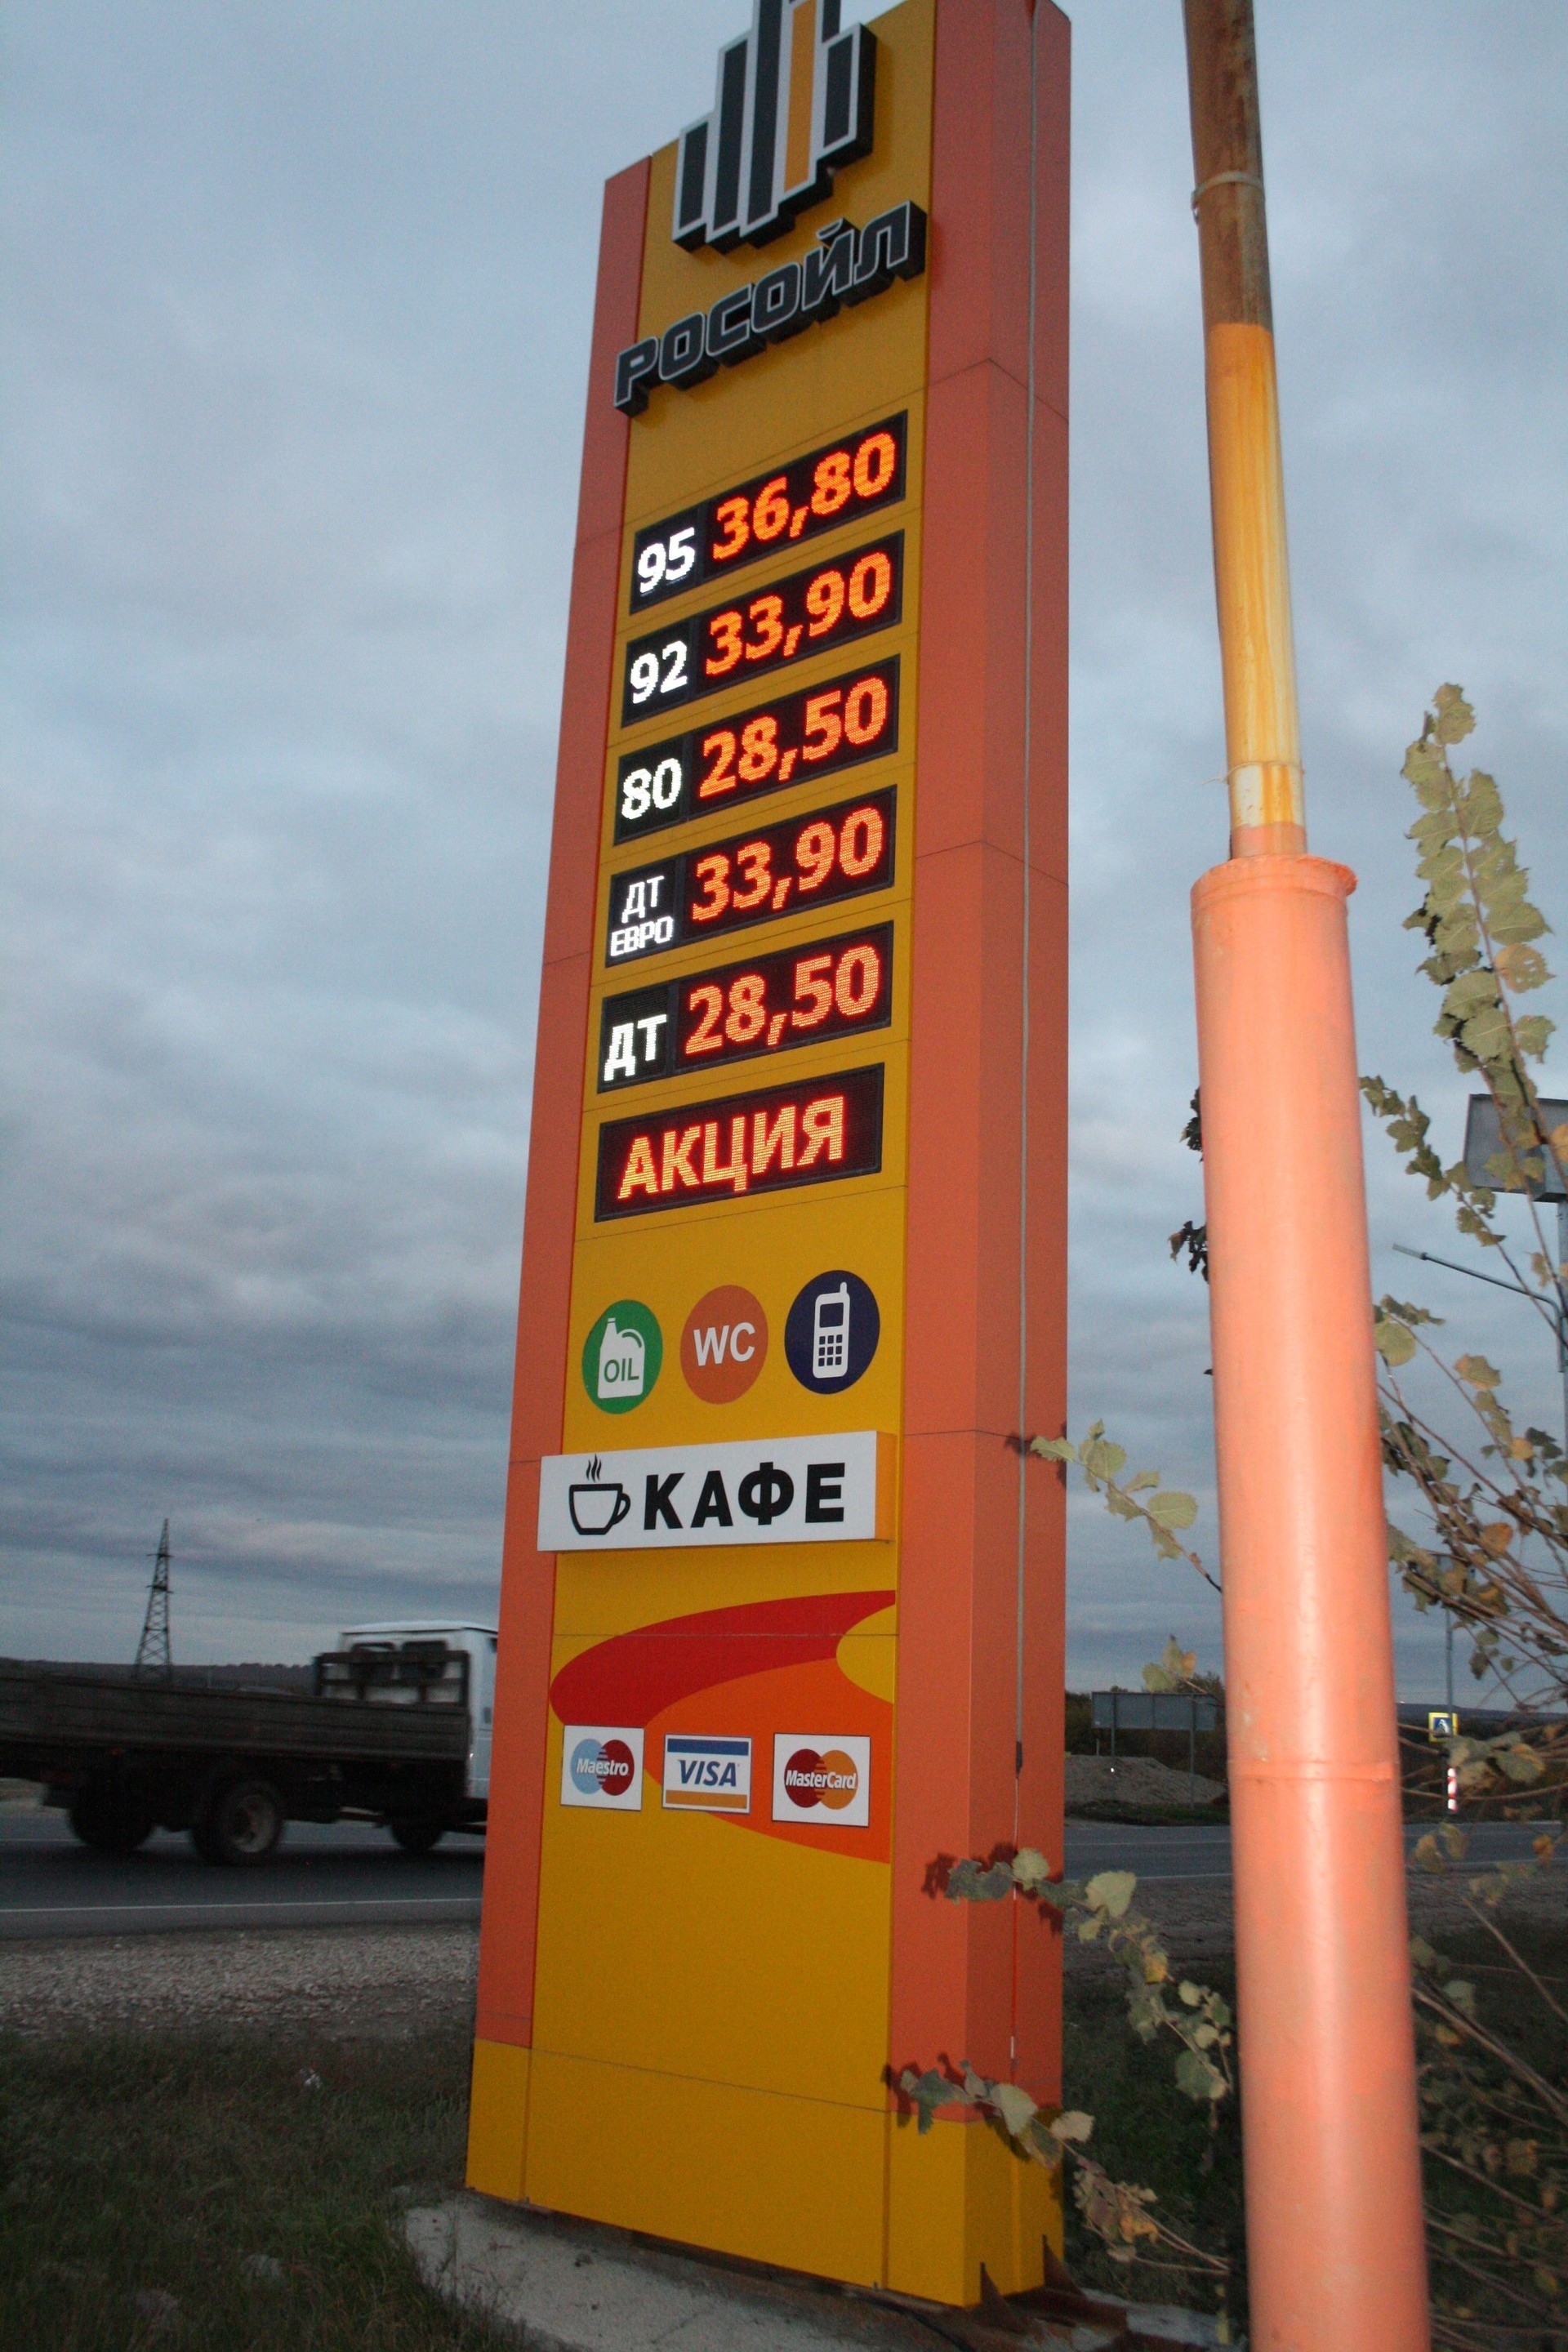 РОСОЙЛ
95 36,80
92 33,90
80 28,50
ДТ ЕВРО 33,90
ДТ 28,50
АКЦИЯ
OIL WC
КАФЕ
Maestro VISA MasterCard